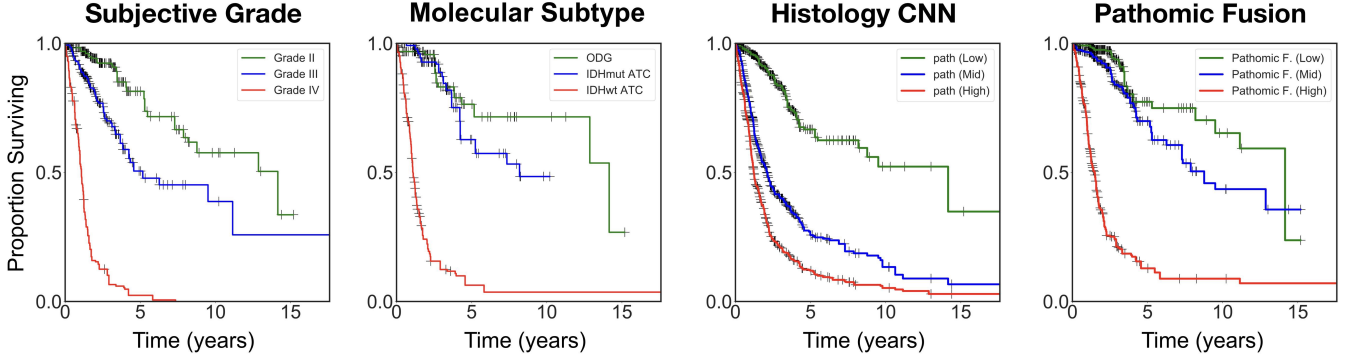 Subjective Grade
Molecular Subtype
Histology CNN
Pathomic Fusion
Proportion Surviving
1.0
0.5
0.0
0
5
10
15
Time (years)
Grade II
Grade III
Grade IV
1.0
0.5
0.0
0
5
10
15
Time (years)
ODG
IDHmut ATC
IDHwt ATC
1.0
0.5
0.0
0
5
10
15
Time (years)
path (Low)
path (Mid)
path (High)
1.0
0.5
0.0
0
5
10
15
Time (years)
Pathomic F. (Low)
Pathomic F. (Mid)
Pathomic F. (High)